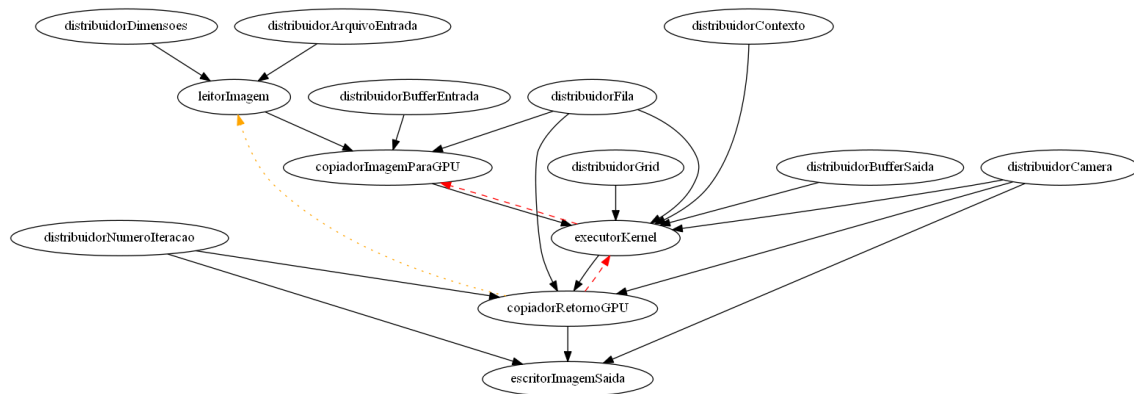 distribuidorDimensoes
distribuidorArquivoEntrada
distribuidorContexto
leitorImagem
distribuidorBufferEntrada
distribuidorFila
copiadorImagemParaGPU
distribuidorGrid
distribuidorBufferSaida
distribuidorCamera
distribuidorNumeroIteracao
executorKernel
copiadorRetornoGPU
escritorImagemSaida